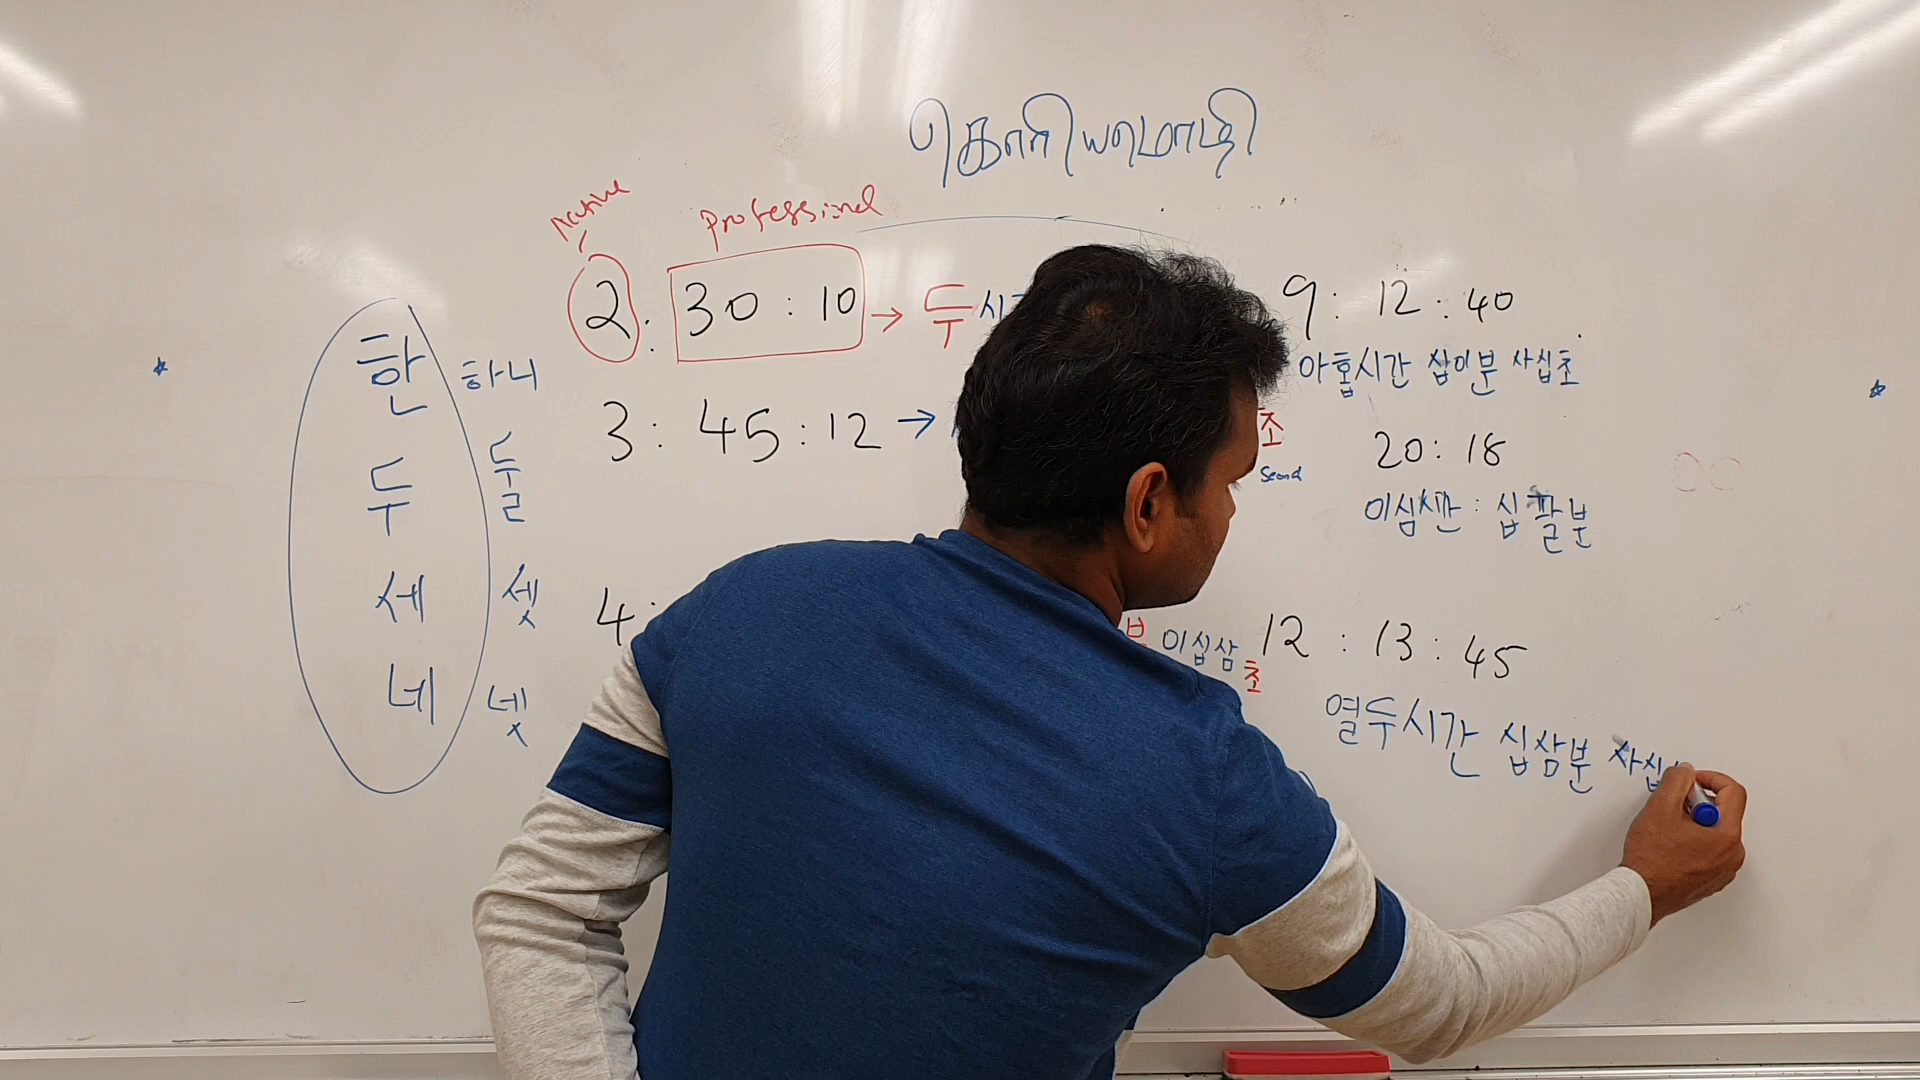 கொரியமொழி
Native
Professional
2 : 30 : 10 → 두
3 : 45 : 12 →
초
Second
4 :
이십삼
초
한 하나
두 둘
세 셋
네 넷
9 : 12 : 40
아홉시간 십이분 사십초
20 : 18
이십시간 : 십팔분
12 : 13 : 45
열두시간 십삼분 사십